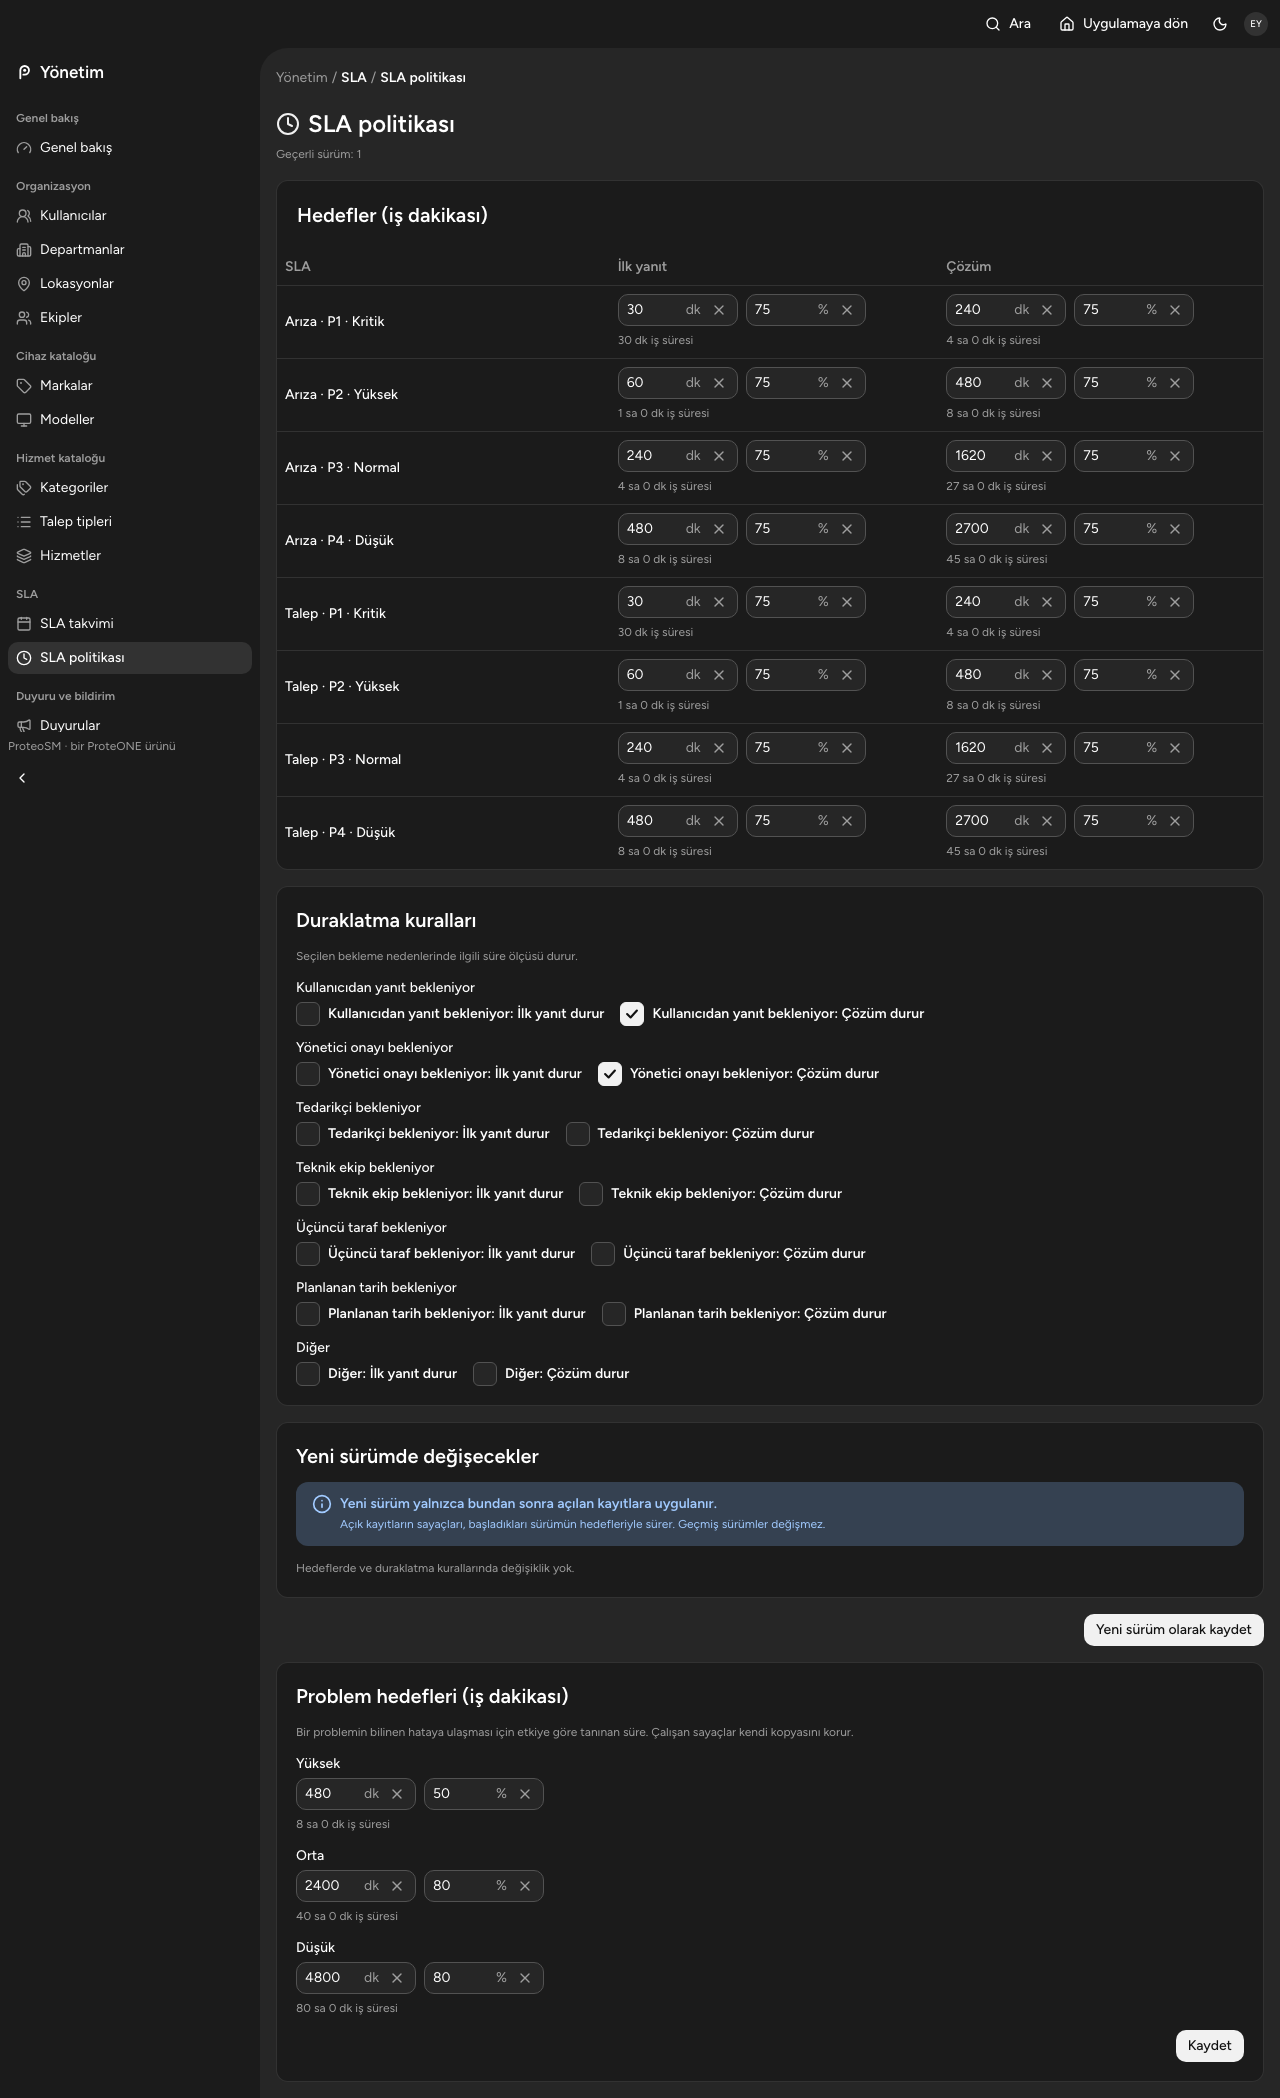 Ara
Uygulamaya dön
EY
Yönetim
Genel bakış
Genel bakış
Organizasyon
Kullanıcılar
Departmanlar
Lokasyonlar
Ekipler
Cihaz kataloğu
Markalar
Modeller
Hizmet kataloğu
Kategoriler
Talep tipleri
Hizmetler
SLA
SLA takvimi
SLA politikası
Duyuru ve bildirim
Duyurular
ProteoSM · bir ProteONE ürünü
Yönetim / SLA / SLA politikası
SLA politikası
Geçerli sürüm: 1
Hedefler (iş dakikası)
SLA İlk yanıt Çözüm
Arıza · P1 · Kritik 30 dk 75 % 240 dk 75 %
30 dk iş süresi 4 sa 0 dk iş süresi
Arıza · P2 · Yüksek 60 dk 75 % 480 dk 75 %
1 sa 0 dk iş süresi 8 sa 0 dk iş süresi
Arıza · P3 · Normal 240 dk 75 % 1620 dk 75 %
4 sa 0 dk iş süresi 27 sa 0 dk iş süresi
Arıza · P4 · Düşük 480 dk 75 % 2700 dk 75 %
8 sa 0 dk iş süresi 45 sa 0 dk iş süresi
Talep · P1 · Kritik 30 dk 75 % 240 dk 75 %
30 dk iş süresi 4 sa 0 dk iş süresi
Talep · P2 · Yüksek 60 dk 75 % 480 dk 75 %
1 sa 0 dk iş süresi 8 sa 0 dk iş süresi
Talep · P3 · Normal 240 dk 75 % 1620 dk 75 %
4 sa 0 dk iş süresi 27 sa 0 dk iş süresi
Talep · P4 · Düşük 480 dk 75 % 2700 dk 75 %
8 sa 0 dk iş süresi 45 sa 0 dk iş süresi
Duraklatma kuralları
Seçilen bekleme nedenlerinde ilgili süre ölçüsü durur.
Kullanıcıdan yanıt bekleniyor
Kullanıcıdan yanıt bekleniyor: İlk yanıt durur Kullanıcıdan yanıt bekleniyor: Çözüm durur
Yönetici onayı bekleniyor
Yönetici onayı bekleniyor: İlk yanıt durur Yönetici onayı bekleniyor: Çözüm durur
Tedarikçi bekleniyor
Tedarikçi bekleniyor: İlk yanıt durur Tedarikçi bekleniyor: Çözüm durur
Teknik ekip bekleniyor
Teknik ekip bekleniyor: İlk yanıt durur Teknik ekip bekleniyor: Çözüm durur
Üçüncü taraf bekleniyor
Üçüncü taraf bekleniyor: İlk yanıt durur Üçüncü taraf bekleniyor: Çözüm durur
Planlanan tarih bekleniyor
Planlanan tarih bekleniyor: İlk yanıt durur Planlanan tarih bekleniyor: Çözüm durur
Diğer
Diğer: İlk yanıt durur Diğer: Çözüm durur
Yeni sürümde değişecekler
Yeni sürüm yalnızca bundan sonra açılan kayıtlara uygulanır.
Açık kayıtların sayaçları, başladıkları sürümün hedefleriyle sürer. Geçmiş sürümler değişmez.
Hedeflerde ve duraklatma kurallarında değişiklik yok.
Yeni sürüm olarak kaydet
Problem hedefleri (iş dakikası)
Bir problemin bilinen hataya ulaşması için etkiye göre tanınan süre. Çalışan sayaçlar kendi kopyasını korur.
Yüksek
480 dk 50 %
8 sa 0 dk iş süresi
Orta
2400 dk 80 %
40 sa 0 dk iş süresi
Düşük
4800 dk 80 %
80 sa 0 dk iş süresi
Kaydet